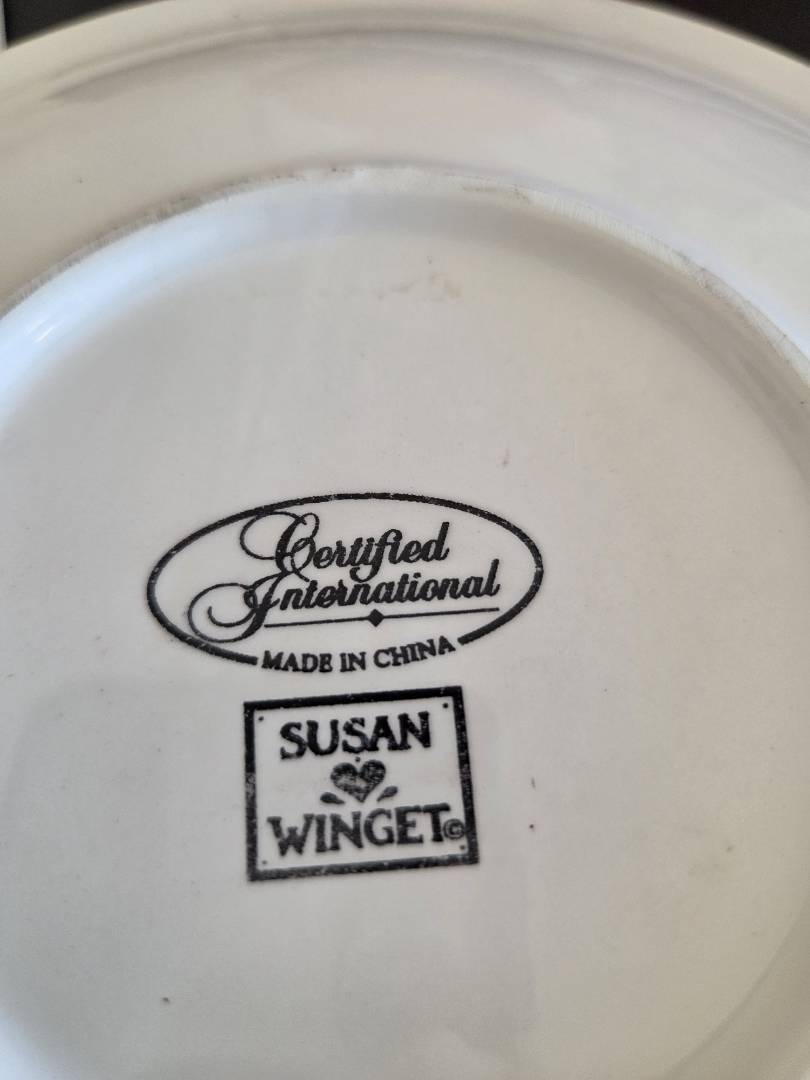 Certified
International
MADE IN CHINA
SUSAN
WINGET©